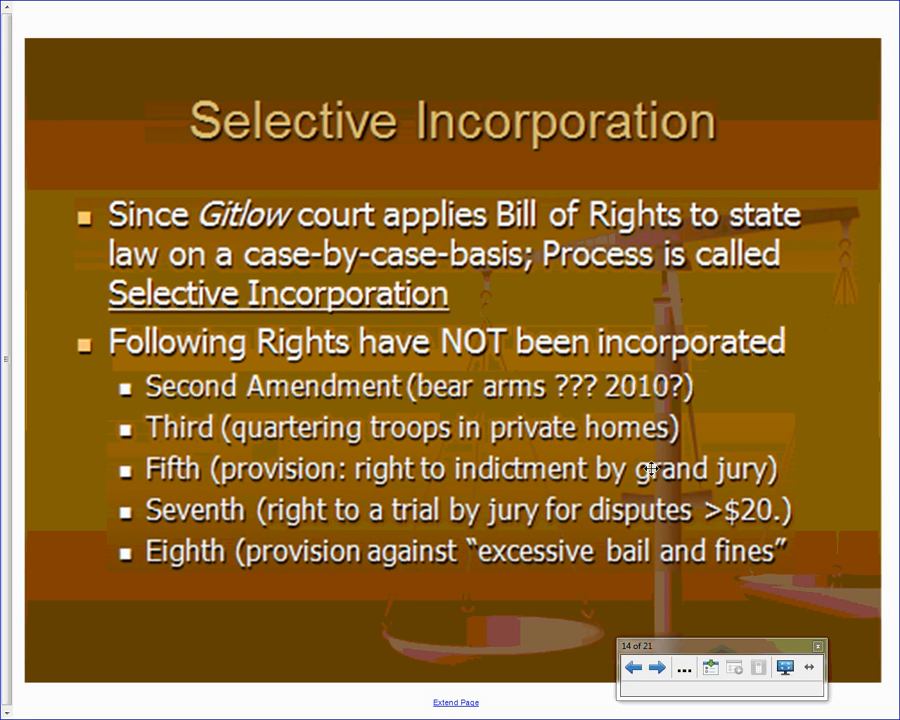 Selective Incorporation
Since Gitlow court applies Bill of Rights to state
law on a case-by-case-basis; Process is called
Selective Incorporation
Following Rights have NOT been incorporated
Second Amendment (bear arms ??? 2010?)
Third (quartering troops in private homes)
Fifth (provision: right to indictment by grand jury)
Seventh (right to a trial by jury for disputes >$20.)
Eighth (provision against “excessive bail and fines”
14 of 21
Extend Page